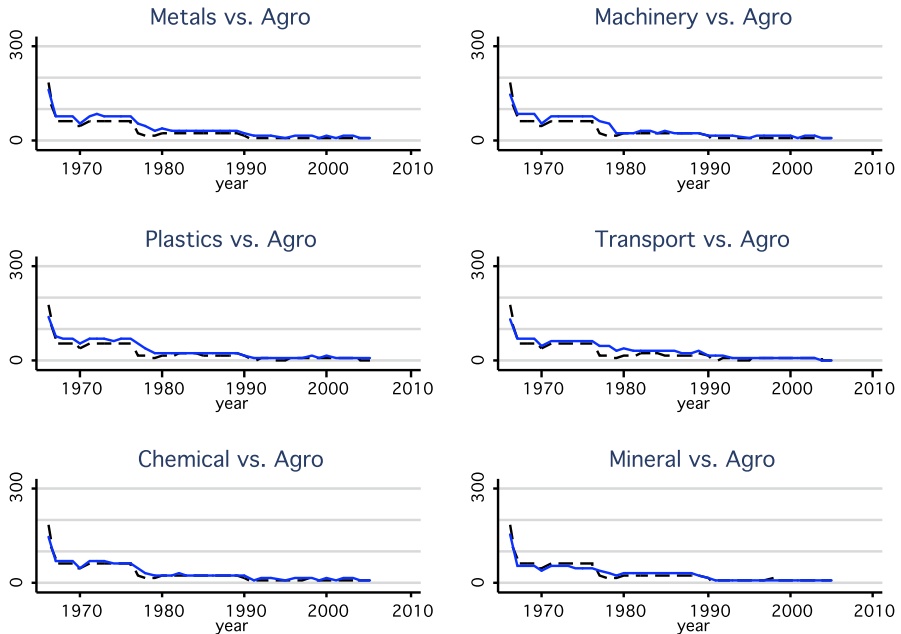 Metals vs. Agro
300
0
1970 1980 1990 2000 2010
year
Machinery vs. Agro
300
0
1970 1980 1990 2000 2010
year
Plastics vs. Agro
300
0
1970 1980 1990 2000 2010
year
Transport vs. Agro
300
0
1970 1980 1990 2000 2010
year
Chemical vs. Agro
300
0
1970 1980 1990 2000 2010
year
Mineral vs. Agro
300
0
1970 1980 1990 2000 2010
year